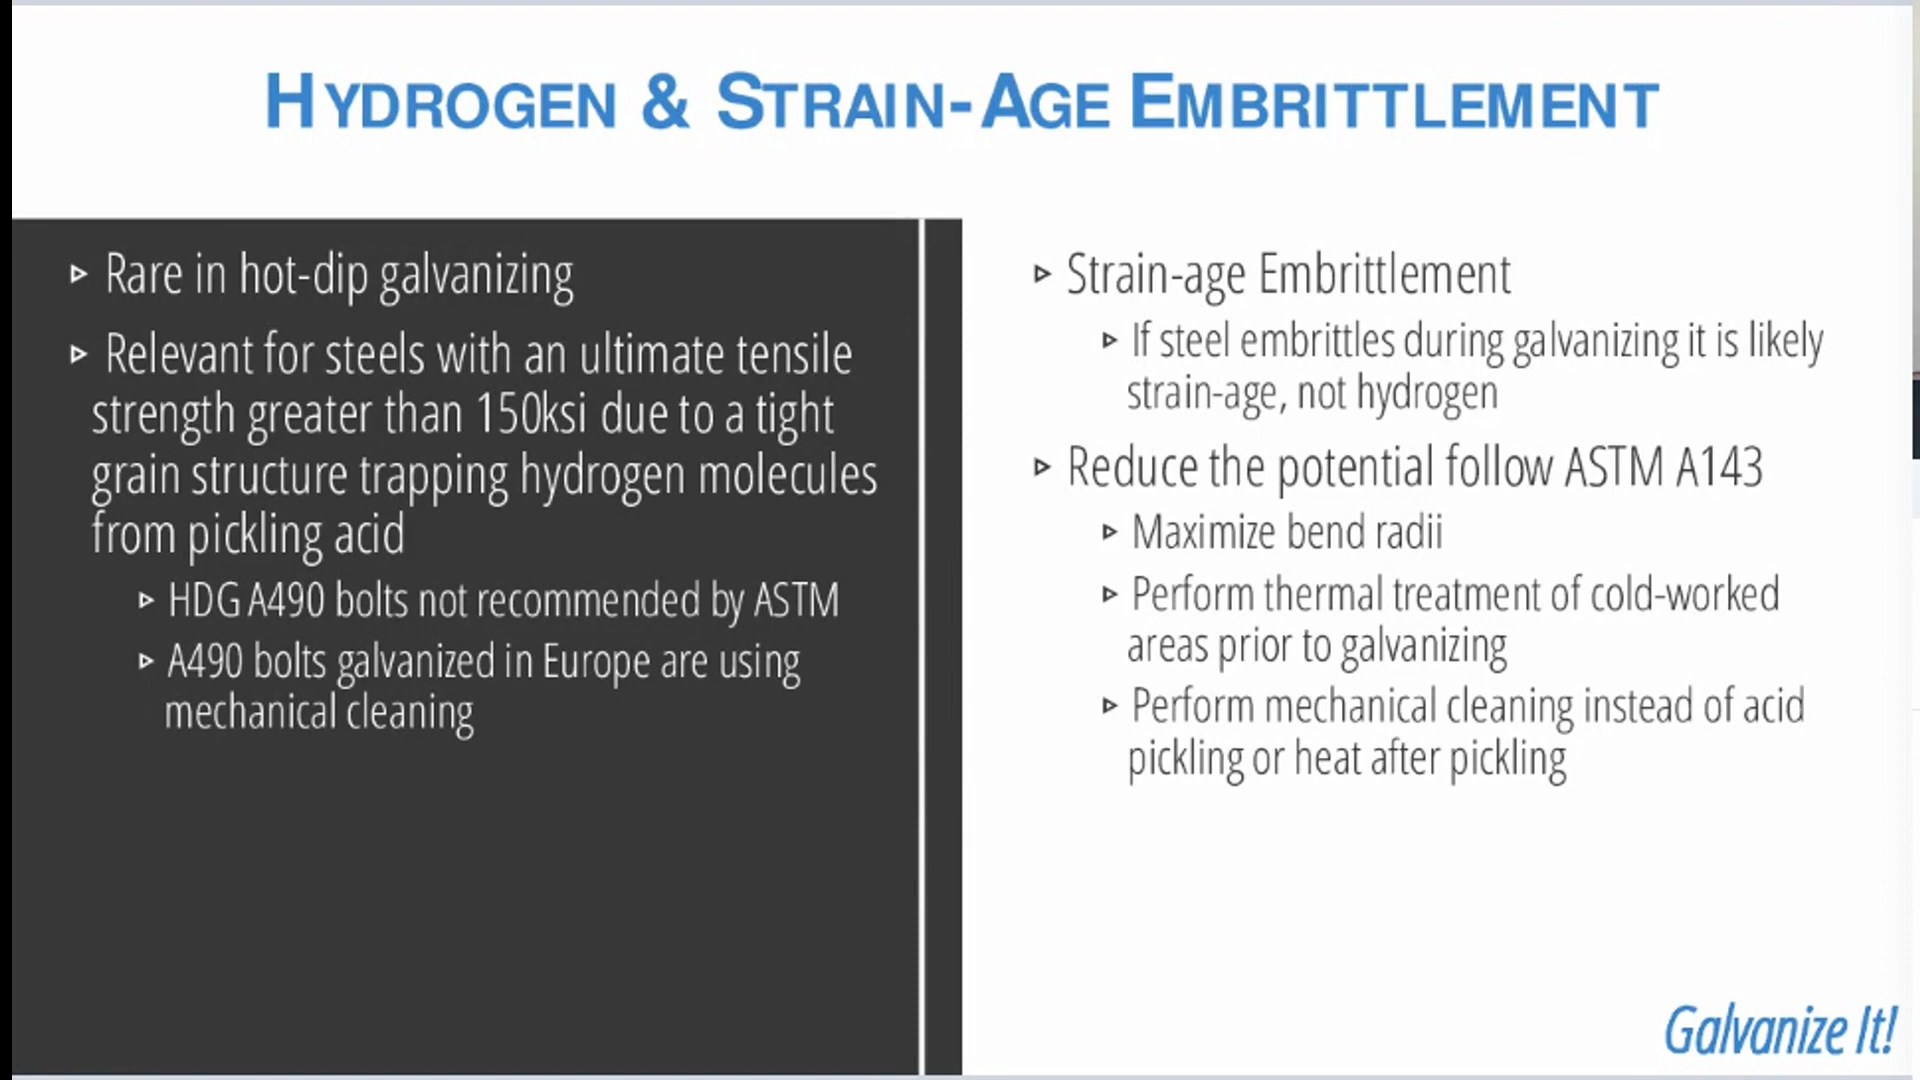 HYDROGEN & STRAIN-AGE EMBRITTLEMENT
Rare in hot-dip galvanizing
Relevant for steels with an ultimate tensile
strength greater than 150ksi due to a tight
grain structure trapping hydrogen molecules
from pickling acid
HDG A490 bolts not recommended by ASTM
A490 bolts galvanized in Europe are using
mechanical cleaning
Strain-age Embrittlement
If steel embrittles during galvanizing it is likely
strain-age, not hydrogen
Reduce the potential follow ASTM A143
Maximize bend radii
Perform thermal treatment of cold-worked
areas prior to galvanizing
Perform mechanical cleaning instead of acid
pickling or heat after pickling
Galvanize It!